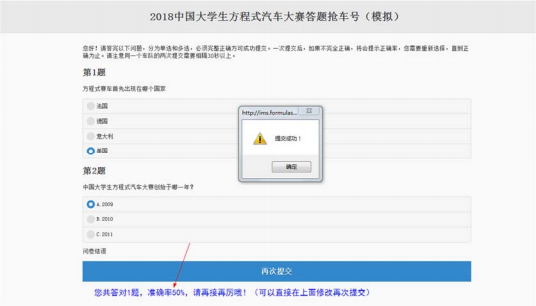 2018中国大学生方程式汽车大赛答题抢车号（模拟）
您好！请答完以下问题，分为单选和多选，必须完整正确方可成功提交。一次提交后，如果不完全正确，将会提示正确率，您需要重新选择，直到正
确为止。请注意同一个车队的两次提交需要相隔30秒以上。
第1题
方程式赛车首先出现在哪个国家
法国
德国
意大利
英国
http://ims.formulas...
提交成功！
确定
第2题
中国大学生方程式汽车大赛创始于哪一年？
A. 2009
B. 2010
C. 2011
问卷结语
再次提交
您共答对1题，准确率50%，请再接再厉哦！（可以直接在上面修改再次提交）